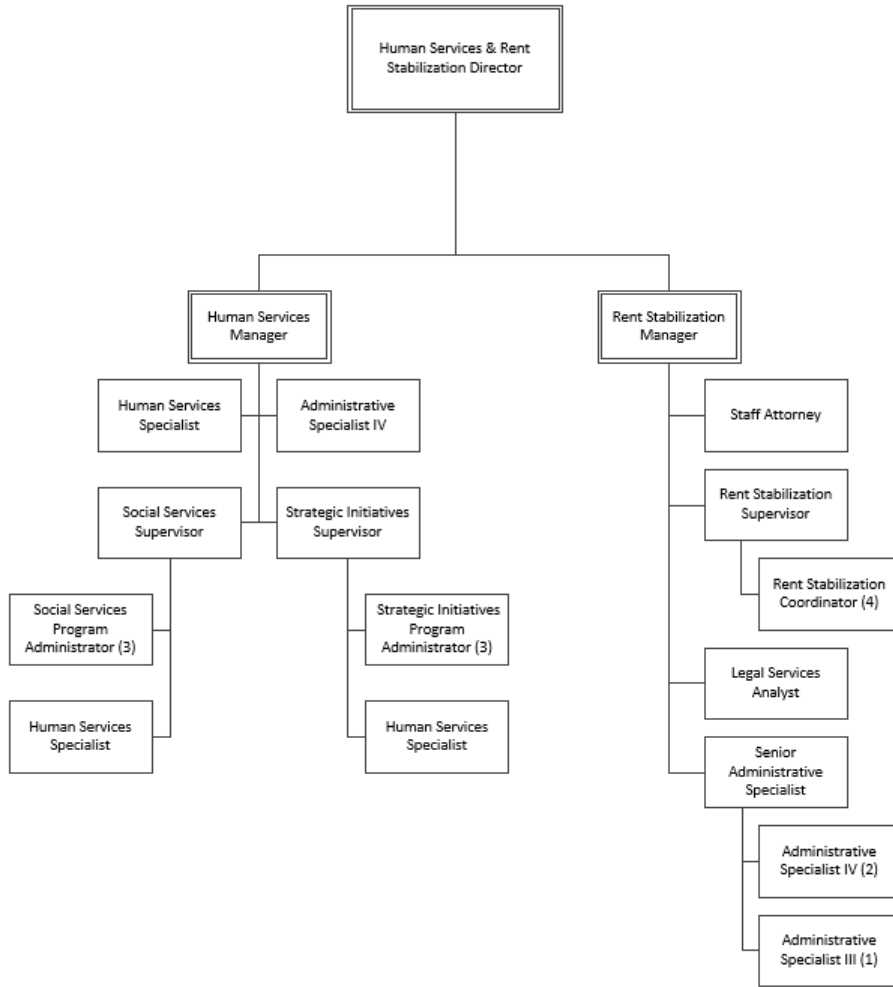 Human Services & Rent
Stabilization Director
Human Services
Manager
Rent Stabilization
Manager
Human Services
Specialist
Administrative
Specialist IV
Staff Attorney
Social Services
Supervisor
Strategic Initiatives
Supervisor
Rent Stabilization
Supervisor
Social Services
Program
Administrator (3)
Strategic Initiatives
Program
Administrator (3)
Rent Stabilization
Coordinator (4)
Human Services
Specialist
Human Services
Specialist
Legal Services
Analyst
Senior
Administrative
Specialist
Administrative
Specialist IV (2)
Administrative
Specialist III (1)